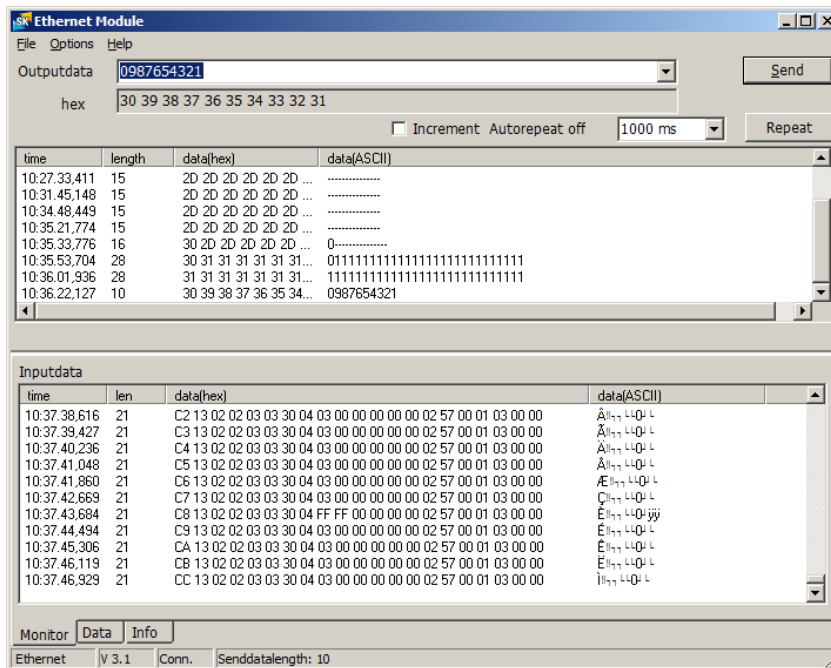 SK Ethernet Module
File Options Help
Outputdata 0987654321 Send
hex 30 39 38 37 36 35 34 33 32 31
Increment Autorepeat off 1000 ms Repeat
time length data(hex) data(ASCII)
10:27.33,411 15 2D 2D 2D 2D 2D 2D ... ---------------
10:31.45,148 15 2D 2D 2D 2D 2D 2D ... ---------------
10:34.48,449 15 2D 2D 2D 2D 2D 2D ... ---------------
10:35.21,774 15 2D 2D 2D 2D 2D 2D ... ---------------
10:35.33,776 16 30 2D 2D 2D 2D 2D ... 0---------------
10:35.53,704 28 30 31 31 31 31 31 31... 0111111111111111111111111111
10:36.01,936 28 31 31 31 31 31 31 31... 1111111111111111111111111111
10:36.22,127 10 30 39 38 37 36 35 34... 0987654321
Inputdata
time len data(hex) data(ASCII)
10:37.38,616 21 C2 13 02 02 03 03 30 04 03 00 00 00 00 00 02 57 00 01 03 00 00 Â‼┐┐└└0┘└
10:37.39,427 21 C3 13 02 02 03 03 30 04 03 00 00 00 00 00 02 57 00 01 03 00 00 Ã‼┐┐└└0┘└
10:37.40,236 21 C4 13 02 02 03 03 30 04 03 00 00 00 00 00 02 57 00 01 03 00 00 Ä‼┐┐└└0┘└
10:37.41,048 21 C5 13 02 02 03 03 30 04 03 00 00 00 00 00 02 57 00 01 03 00 00 Å‼┐┐└└0┘└
10:37.41,860 21 C6 13 02 02 03 03 30 04 03 00 00 00 00 00 02 57 00 01 03 00 00 Æ‼┐┐└└0┘└
10:37.42,669 21 C7 13 02 02 03 03 30 04 03 00 00 00 00 00 02 57 00 01 03 00 00 Ç‼┐┐└└0┘└
10:37.43,684 21 C8 13 02 02 03 03 30 04 FF FF 00 00 00 00 02 57 00 01 03 00 00 È‼┐┐└└0┘ÿÿ
10:37.44,494 21 C9 13 02 02 03 03 30 04 03 00 00 00 00 00 02 57 00 01 03 00 00 É‼┐┐└└0┘└
10:37.45,306 21 CA 13 02 02 03 03 30 04 03 00 00 00 00 00 02 57 00 01 03 00 00 Ê‼┐┐└└0┘└
10:37.46,119 21 CB 13 02 02 03 03 30 04 03 00 00 00 00 00 02 57 00 01 03 00 00 Ë‼┐┐└└0┘└
10:37.46,929 21 CC 13 02 02 03 03 30 04 03 00 00 00 00 00 02 57 00 01 03 00 00 Ì‼┐┐└└0┘└
Monitor Data Info
Ethernet V 3.1 Conn. Senddatalength: 10